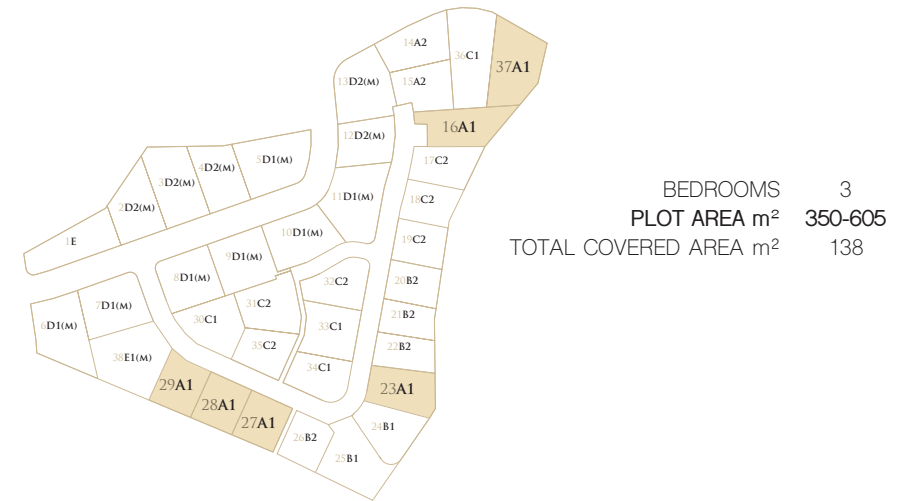 14A2
36C1
37A1
15A2
13D2(M)
16A1
12D2(M)
5D1(M)
4D2(M)
3D2(M)
17C2
2D2(M)
11D1(M)
18C2
1E
10D1(M)
19C2
9D1(M)
8D1(M)
32C2
20B2
7D1(M)
31C2
6D1(M)
30C1
33C1
21B2
35C2
22B2
38E1(M)
34C1
29A1
23A1
28A1
27A1
24B1
26B2
25B1
BEDROOMS 3
PLOT AREA m² 350-605
TOTAL COVERED AREA m² 138